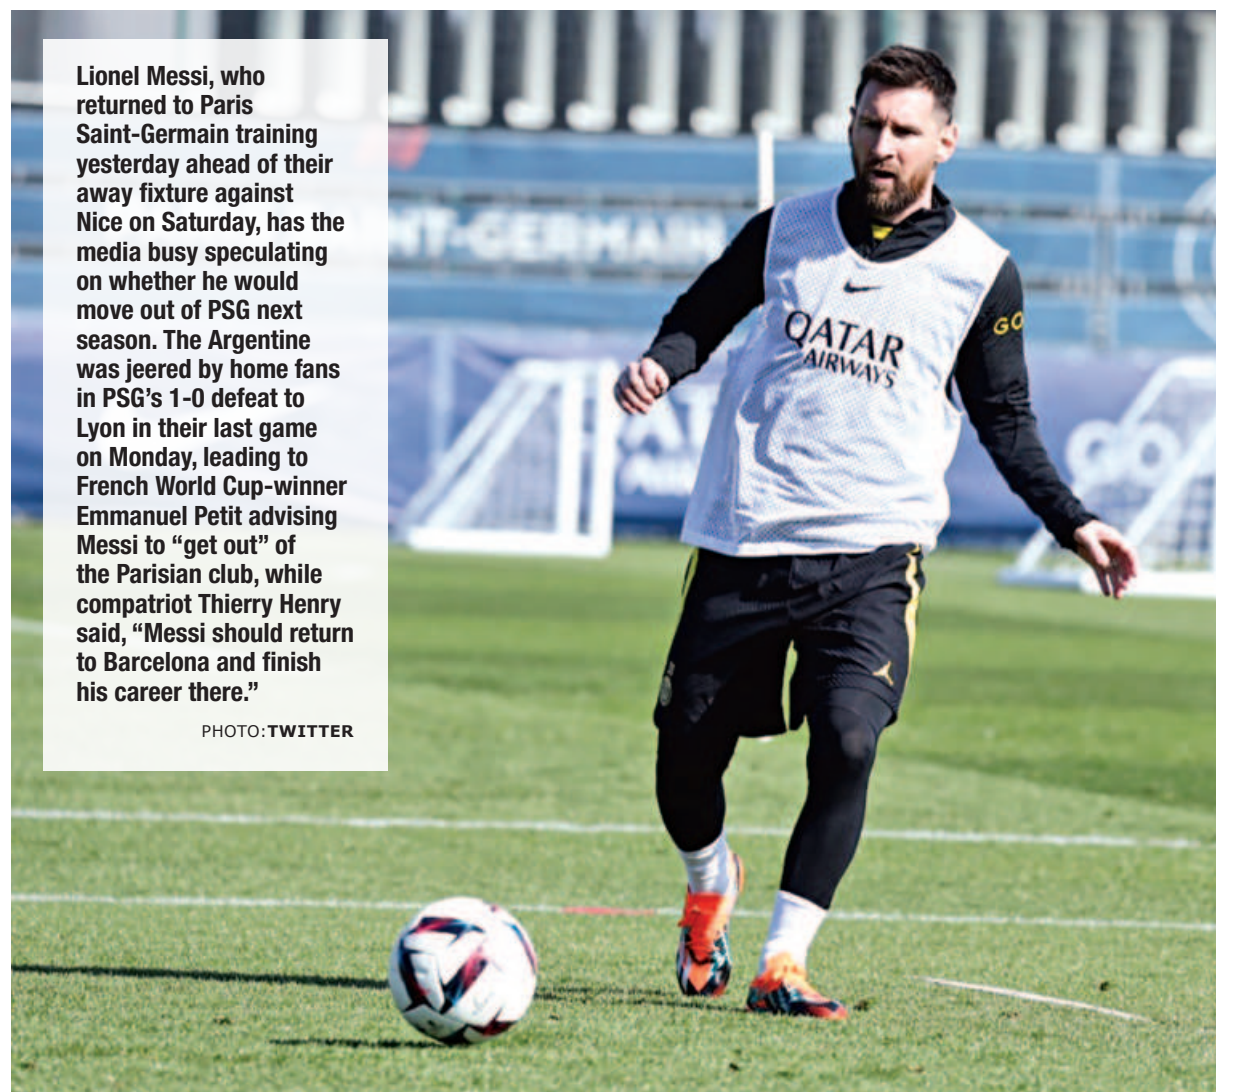 Lionel Messi, who
returned to Paris
Saint-Germain training
yesterday ahead of their
away fixture against
Nice on Saturday, has the
media busy speculating
on whether he would
move out of PSG next
season. The Argentine
was jeered by home fans
in PSG’s 1-0 defeat to
Lyon in their last game
on Monday, leading to
French World Cup-winner
Emmanuel Petit advising
Messi to “get out” of
the Parisian club, while
compatriot Thierry Henry
said, “Messi should return
to Barcelona and finish
his career there.”
PHOTO: TWITTER
NT-GERMAIN
QATAR
AIRWAYS
GO